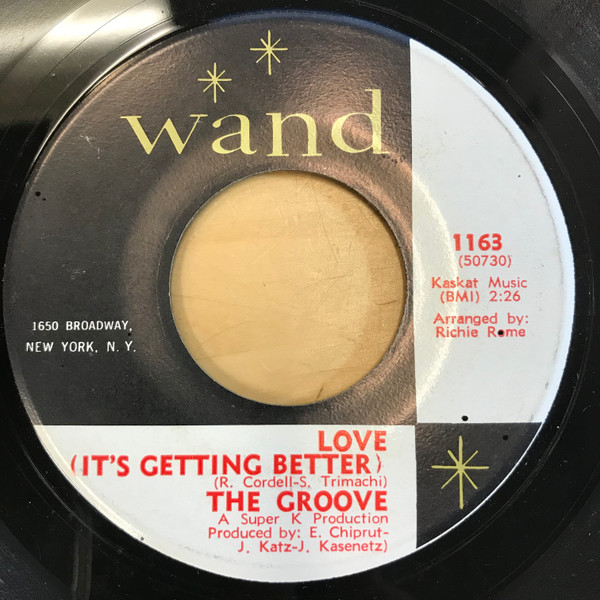 wand
1163
(50730)
Kaskat Music
(BMI) 2:26
Arranged by:
Richie Rome
1650 BROADWAY,
NEW YORK, N. Y.
LOVE
(IT'S GETTING BETTER)
(R. Cordell-S. Trimachi)
THE GROOVE
A Super K Production
Produced by: E. Chiprut-
J. Katz-J. Kasenetz)